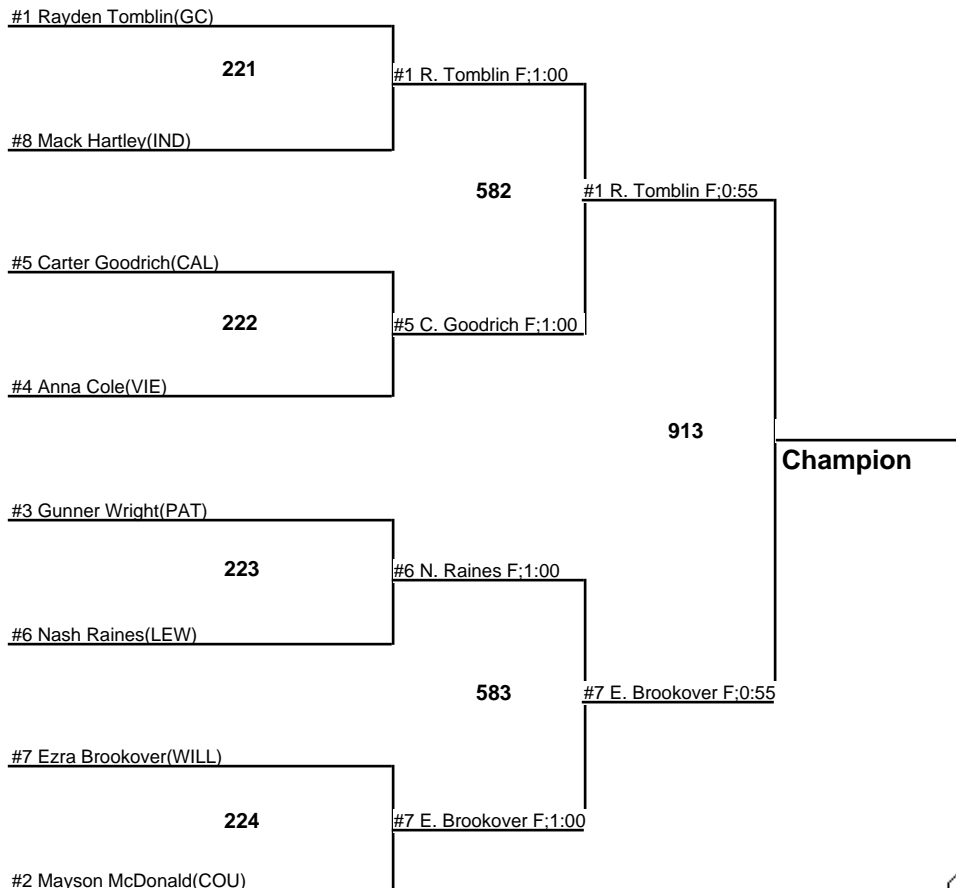 #1 Rayden Tomblin(GC)
221
#1 R. Tomblin F;1:00
#8 Mack Hartley(IND)
582
#1 R. Tomblin F;0:55
#5 Carter Goodrich(CAL)
222
#5 C. Goodrich F;1:00
#4 Anna Cole(VIE)
913
Champion
#3 Gunner Wright(PAT)
223
#6 N. Raines F;1:00
#6 Nash Raines(LEW)
583
#7 E. Brookover F;0:55
#7 Ezra Brookover(WILL)
224
#7 E. Brookover F;1:00
#2 Mayson McDonald(COU)